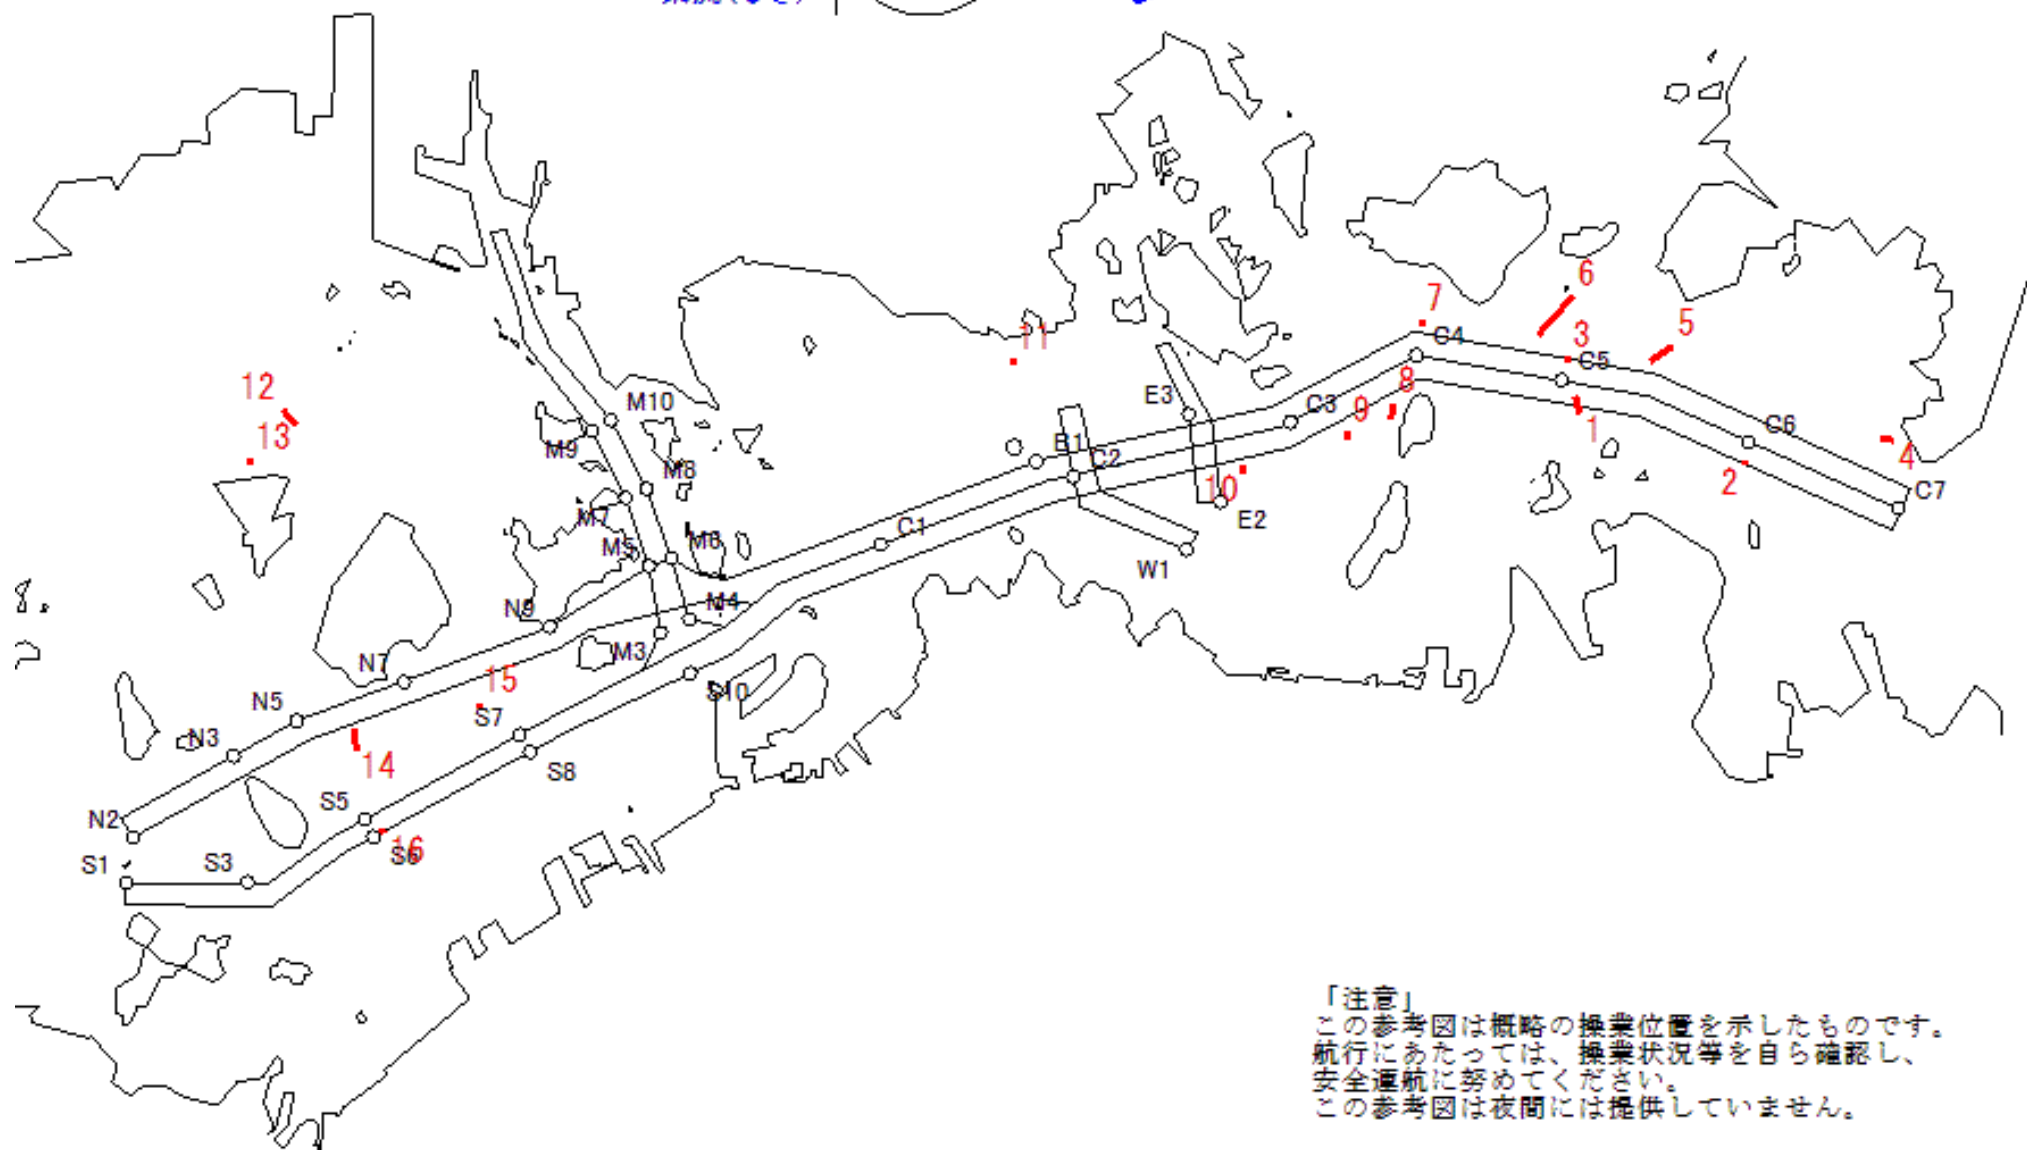 6
7
C4
3
C5
5
11
12
13
M10
E3
8
C3
9
1
C6
M9
B1
C2
4
M8
10
2
C7
M7
E2
M5
M6
C1
W1
N9
M4
M3
N7
15
S10
N5
S7
N3
14
S8
S5
N2
16
S6
S1
S3
「注意」
この参考図は概略の操業位置を示したものです。
航行にあたっては、操業状況等を自ら確認し、
安全運航に努めてください。
この参考図は夜間には提供していません。